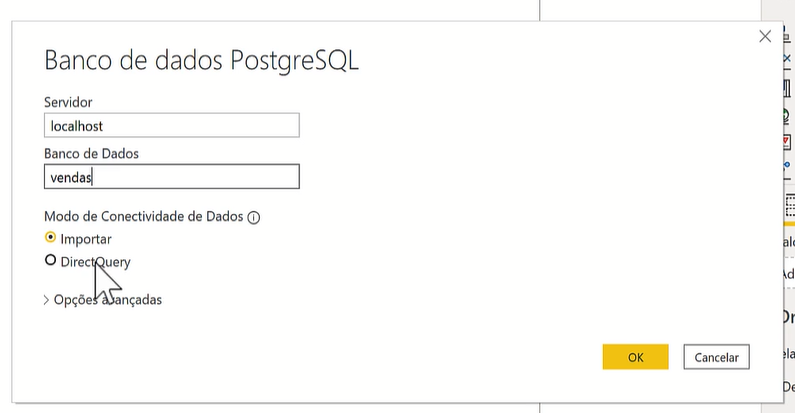 Banco de dados PostgreSQL
Servidor
localhost
Banco de Dados
vendas
Modo de Conectividade de Dados
Importar
DirectQuery
Opções avançadas
OK
Cancelar